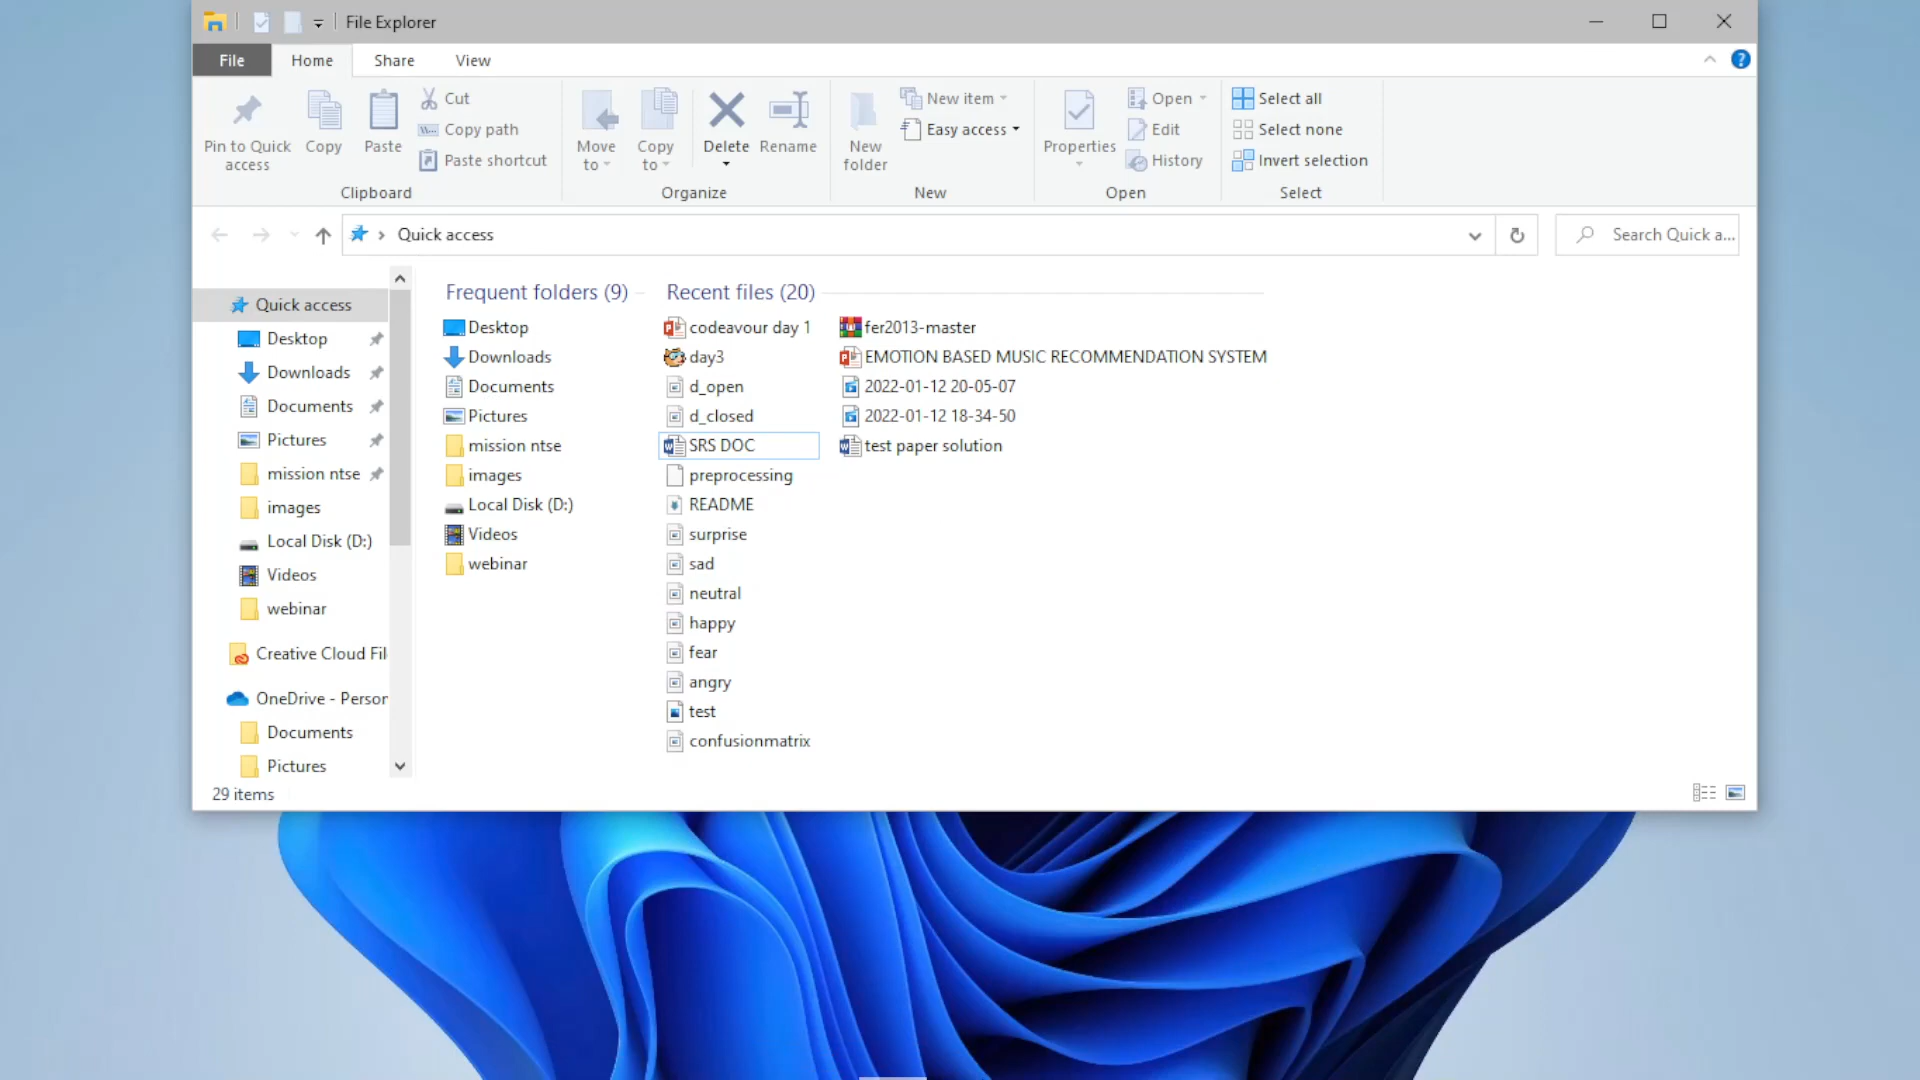 File Explorer
File Home Share View
Pin to Quick access
Copy
Paste
Cut
Copy path
Paste shortcut
Clipboard
Move to
Copy to
Delete
Rename
Organize
New folder
New item
Easy access
New
Properties
Open
Edit
History
Open
Select all
Select none
Invert selection
Select
Quick access
Search Quick a...
Quick access
Desktop
Downloads
Documents
Pictures
mission ntse
images
Local Disk (D:)
Videos
webinar
Creative Cloud Fil
OneDrive - Person
Documents
Pictures
Frequent folders (9)
Desktop
Downloads
Documents
Pictures
mission ntse
images
Local Disk (D:)
Videos
webinar
Recent files (20)
codeavour day 1
day3
d_open
d_closed
SRS DOC
preprocessing
README
surprise
sad
neutral
happy
fear
angry
test
confusionmatrix
fer2013-master
EMOTION BASED MUSIC RECOMMENDATION SYSTEM
2022-01-12 20-05-07
2022-01-12 18-34-50
test paper solution
29 items